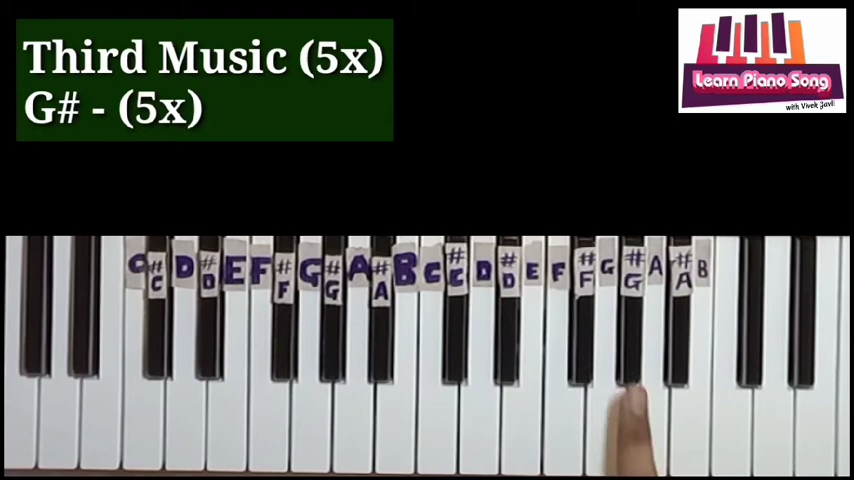 Third Music (5x)
G# - (5x)
Learn Piano Song
with Vivek Javli
C #C D #D E F #F G #G A #A B C #C D #D E F #F G #G A #A B